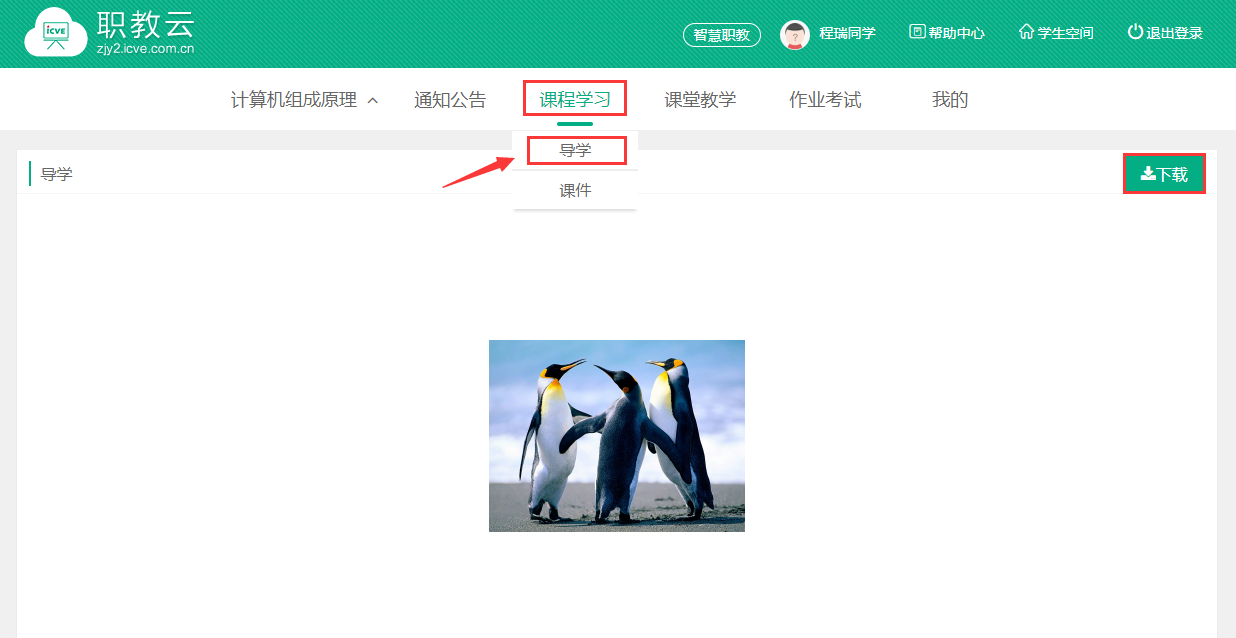 icve
职教云
zjy2.icve.com.cn
智慧职教
程瑞同学
帮助中心
学生空间
退出登录
计算机组成原理
通知公告
课程学习
课堂教学
作业考试
我的
导学
课件
导学
下载